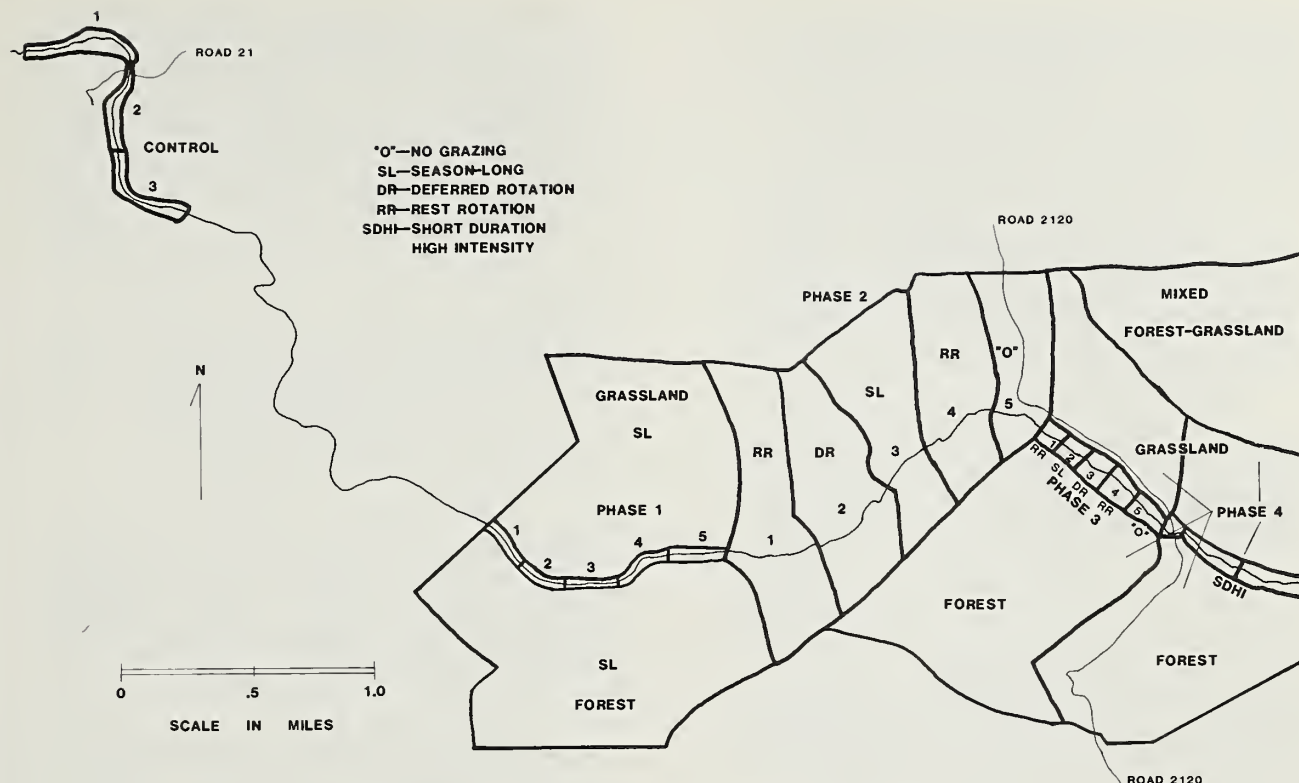 1
ROAD 21
2
CONTROL
3
"O"—NO GRAZING
SL—SEASON-LONG
DR—DEFERRED ROTATION
RR—REST ROTATION
SDHI—SHORT DURATION
HIGH INTENSITY
N
0 .5 1.0
SCALE IN MILES
GRASSLAND
SL
PHASE 1
1
2
3
4
5
SL
FOREST
PHASE 2
RR
1
DR
2
SL
3
RR
4
"O"
5
ROAD 2120
MIXED
FOREST-GRASSLAND
GRASSLAND
1
2
3
4
5
RR SL DR RR "O"
PHASE 3
PHASE 4
SDHI
FOREST
FOREST
ROAD 2120